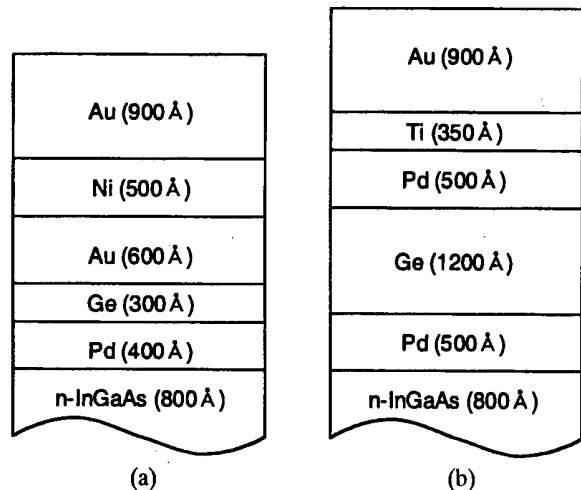 Au (900 Å)
Ni (500 Å)
Au (600 Å)
Ge (300 Å)
Pd (400 Å)
n-InGaAs (800 Å)
(a)
Au (900 Å)
Ti (350 Å)
Pd (500 Å)
Ge (1200 Å)
Pd (500 Å)
n-InGaAs (800 Å)
(b)